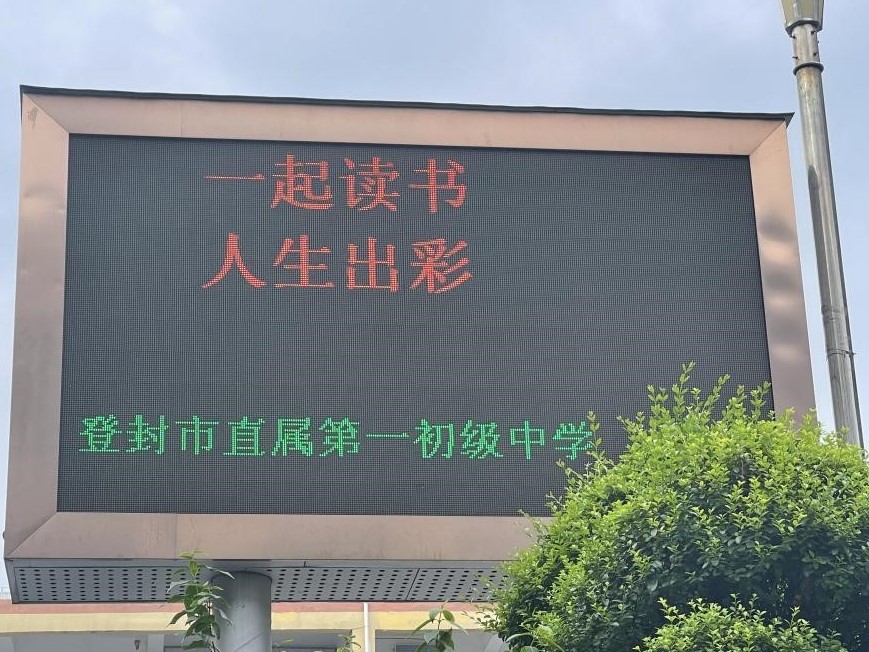 一起读书
人生出彩
登封市直属第一初级中学